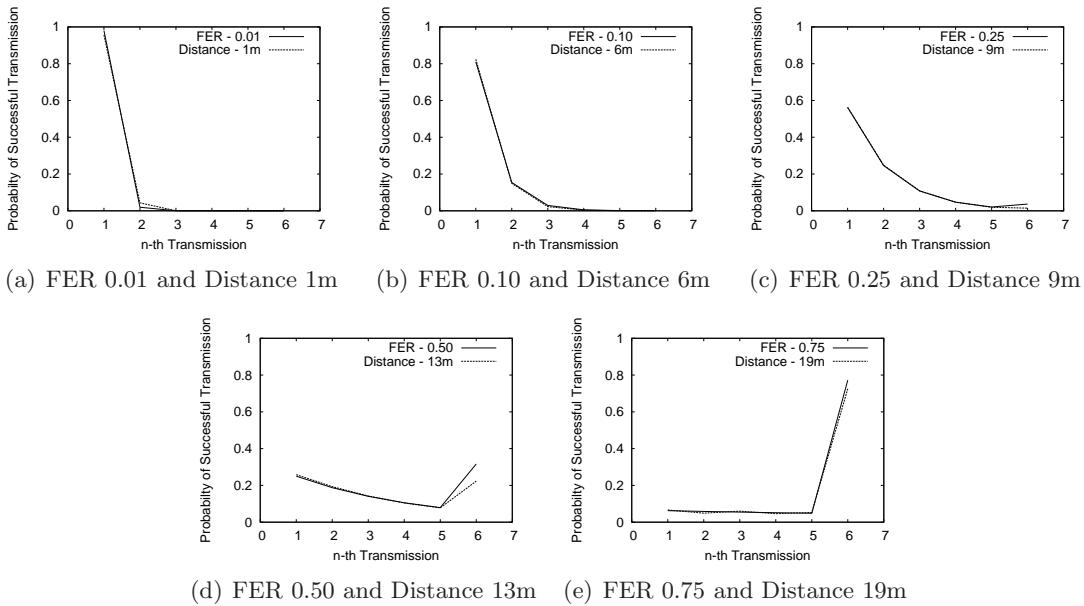 Probabilty of Successful Transmission
1
0.8
0.6
0.4
0.2
0
0 1 2 3 4 5 6 7
n-th Transmission
FER - 0.01
Distance - 1m
(a) FER 0.01 and Distance 1m
Probabilty of Successful Transmission
1
0.8
0.6
0.4
0.2
0
0 1 2 3 4 5 6 7
n-th Transmission
FER - 0.10
Distance - 6m
(b) FER 0.10 and Distance 6m
Probabilty of Successful Transmission
1
0.8
0.6
0.4
0.2
0
0 1 2 3 4 5 6 7
n-th Transmission
FER - 0.25
Distance - 9m
(c) FER 0.25 and Distance 9m
Probabilty of Successful Transmission
1
0.8
0.6
0.4
0.2
0
0 1 2 3 4 5 6 7
n-th Transmission
FER - 0.50
Distance - 13m
(d) FER 0.50 and Distance 13m
Probabilty of Successful Transmission
1
0.8
0.6
0.4
0.2
0
0 1 2 3 4 5 6 7
n-th Transmission
FER - 0.75
Distance - 19m
(e) FER 0.75 and Distance 19m